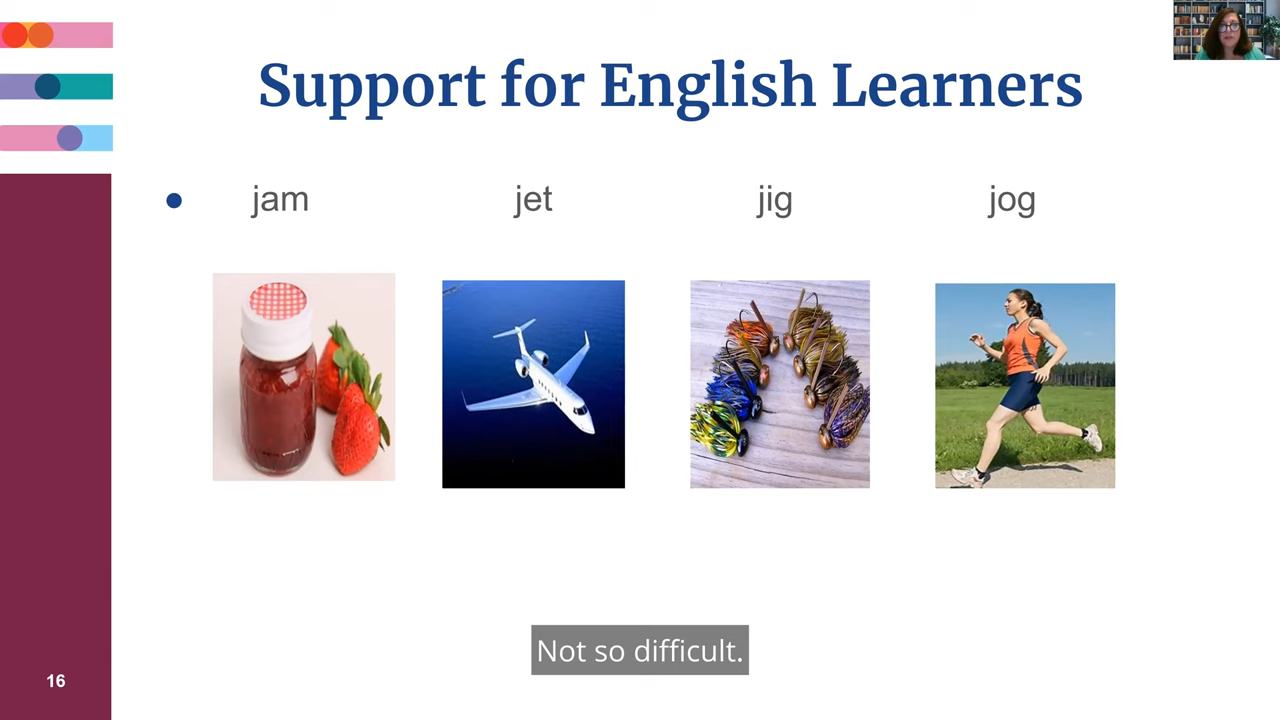 Support for English Learners
• jam jet jig jog
Not so difficult.
16